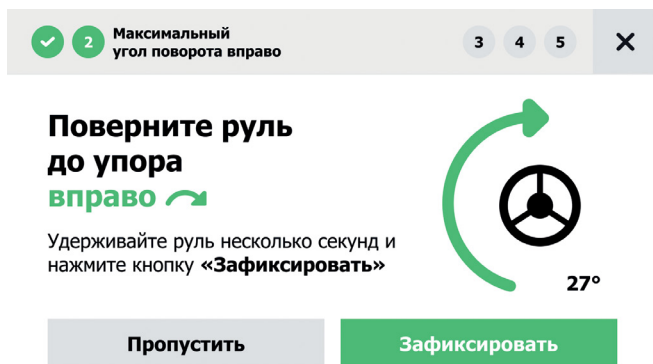 2
Максимальный
угол поворота вправо
3 4 5
Поверните руль
до упора
вправо
Удерживайте руль несколько секунд и
нажмите кнопку «Зафиксировать»
27°
Пропустить
Зафиксировать